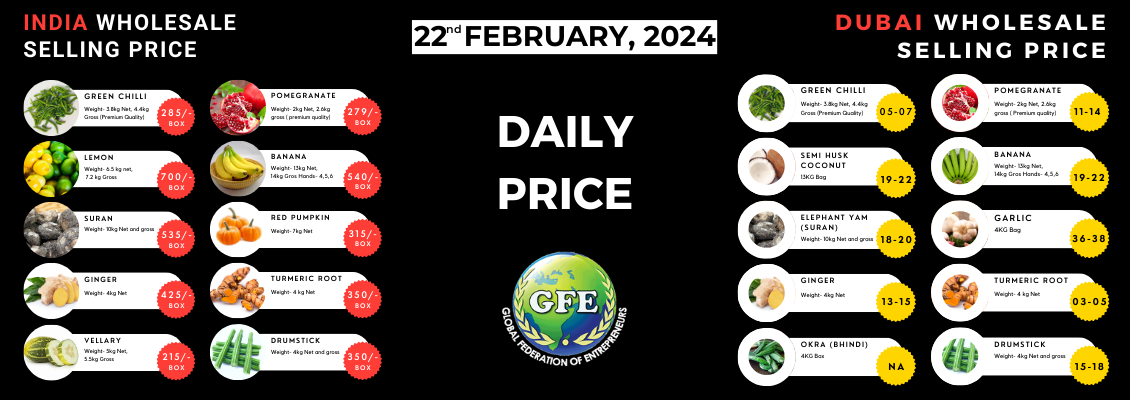 INDIA WHOLESALE
SELLING PRICE
GREEN CHILLI
Weight- 3.8kg Net, 4.4kg
Gross (Premium Quality)
285/-
BOX
POMEGRANATE
Weight- 2kg Net, 2.6kg
gross ( premium quality)
279/-
BOX
LEMON
Weight- 6.5 kg net,
7.2 kg Gross
700/-
BOX
BANANA
Weight- 13kg Net,
14kg Gros Hands- 4,5,6
540/-
BOX
SURAN
Weight- 10kg Net and gross
535/-
BOX
RED PUMPKIN
Weight- 7kg Net
315/-
BOX
GINGER
Weight- 4kg Net
425/-
BOX
TURMERIC ROOT
Weight- 4 kg Net
350/-
BOX
VELLARY
Weight- 5kg Net,
5.5kg Gross
215/-
BOX
DRUMSTICK
Weight- 4kg Net and gross
350/-
BOX
22nd FEBRUARY, 2024
DAILY
PRICE
GFE
GLOBAL FEDERATION OF ENTREPRENEURS
DUBAI WHOLESALE
SELLING PRICE
GREEN CHILLI
Weight- 3.8kg Net, 4.4kg
Gross (Premium Quality)
05-07
POMEGRANATE
Weight- 2kg Net, 2.6kg
gross ( premium quality)
11-14
SEMI HUSK
COCONUT
13KG Bag
19-22
BANANA
Weight- 13kg Net,
14kg Gros Hands- 4,5,6
19-22
ELEPHANT YAM
(SURAN)
Weight- 10kg Net and gross
18-20
GARLIC
4KG Bag
36-38
GINGER
Weight- 4kg Net
13-15
TURMERIC ROOT
Weight- 4 kg Net
03-05
OKRA (BHINDI)
4KG Box
NA
DRUMSTICK
Weight- 4kg Net and gross
15-18